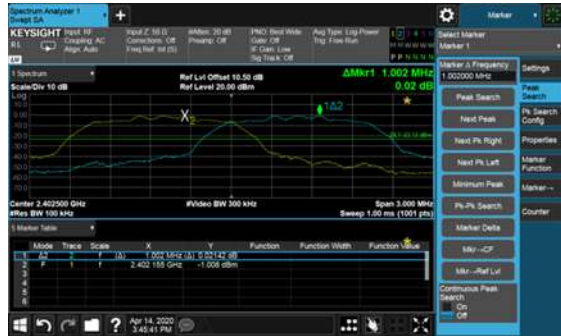 Spectrum Analyzer 1
Swept SA
+
Marker
KEYSIGHT
Input: RF
Input Z: 50 Ω
#Atten: 20 dB
PNO: Best Wide
Avg Type: Log-Power
RL
Coupling: AC
Corrections: Off
Preamp: Off
Gate: Off
Trig: Free Run
Align: Auto
Freq Ref: Int (S)
IF Gain: Low
Sig Track: Off
Select Marker
Marker 1
1 Spectrum
Scale/Div 10 dB
Ref Lvl Offset 10.50 dB
Ref Level 20.00 dBm
ΔMkr1 1.002 MHz
0.02 dB
Log
1Δ2
X2
Center 2.402500 GHz
#Res BW 100 kHz
#Video BW 300 kHz
Span 3.000 MHz
Sweep 1.00 ms (1001 pts)
5 Marker Table
Mode Trace Scale X Y Function Function Width Function Value
1 Δ2 2 f (Δ) 1.002 MHz (Δ) 0.02142 dB
2 F 1 f 2.402 155 GHz -1.006 dBm
3
4
5
6
Apr 14, 2020
3:45:41 PM
Marker Δ Frequency
1.002000 MHz
Peak Search
Next Peak
Next Pk Right
Next Pk Left
Minimum Peak
Pk-Pk Search
Marker Delta
Mkr→CF
Mkr→Ref Lvl
Continuous Peak
Search
On
Off
Settings
Peak
Search
Pk Search
Config
Properties
Marker
Function
Marker→
Counter